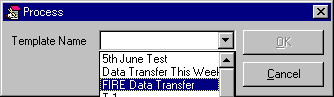 Process
Template Name
OK
5th June Test
Data Transfer This Week
FIRE Data Transfer
Cancel